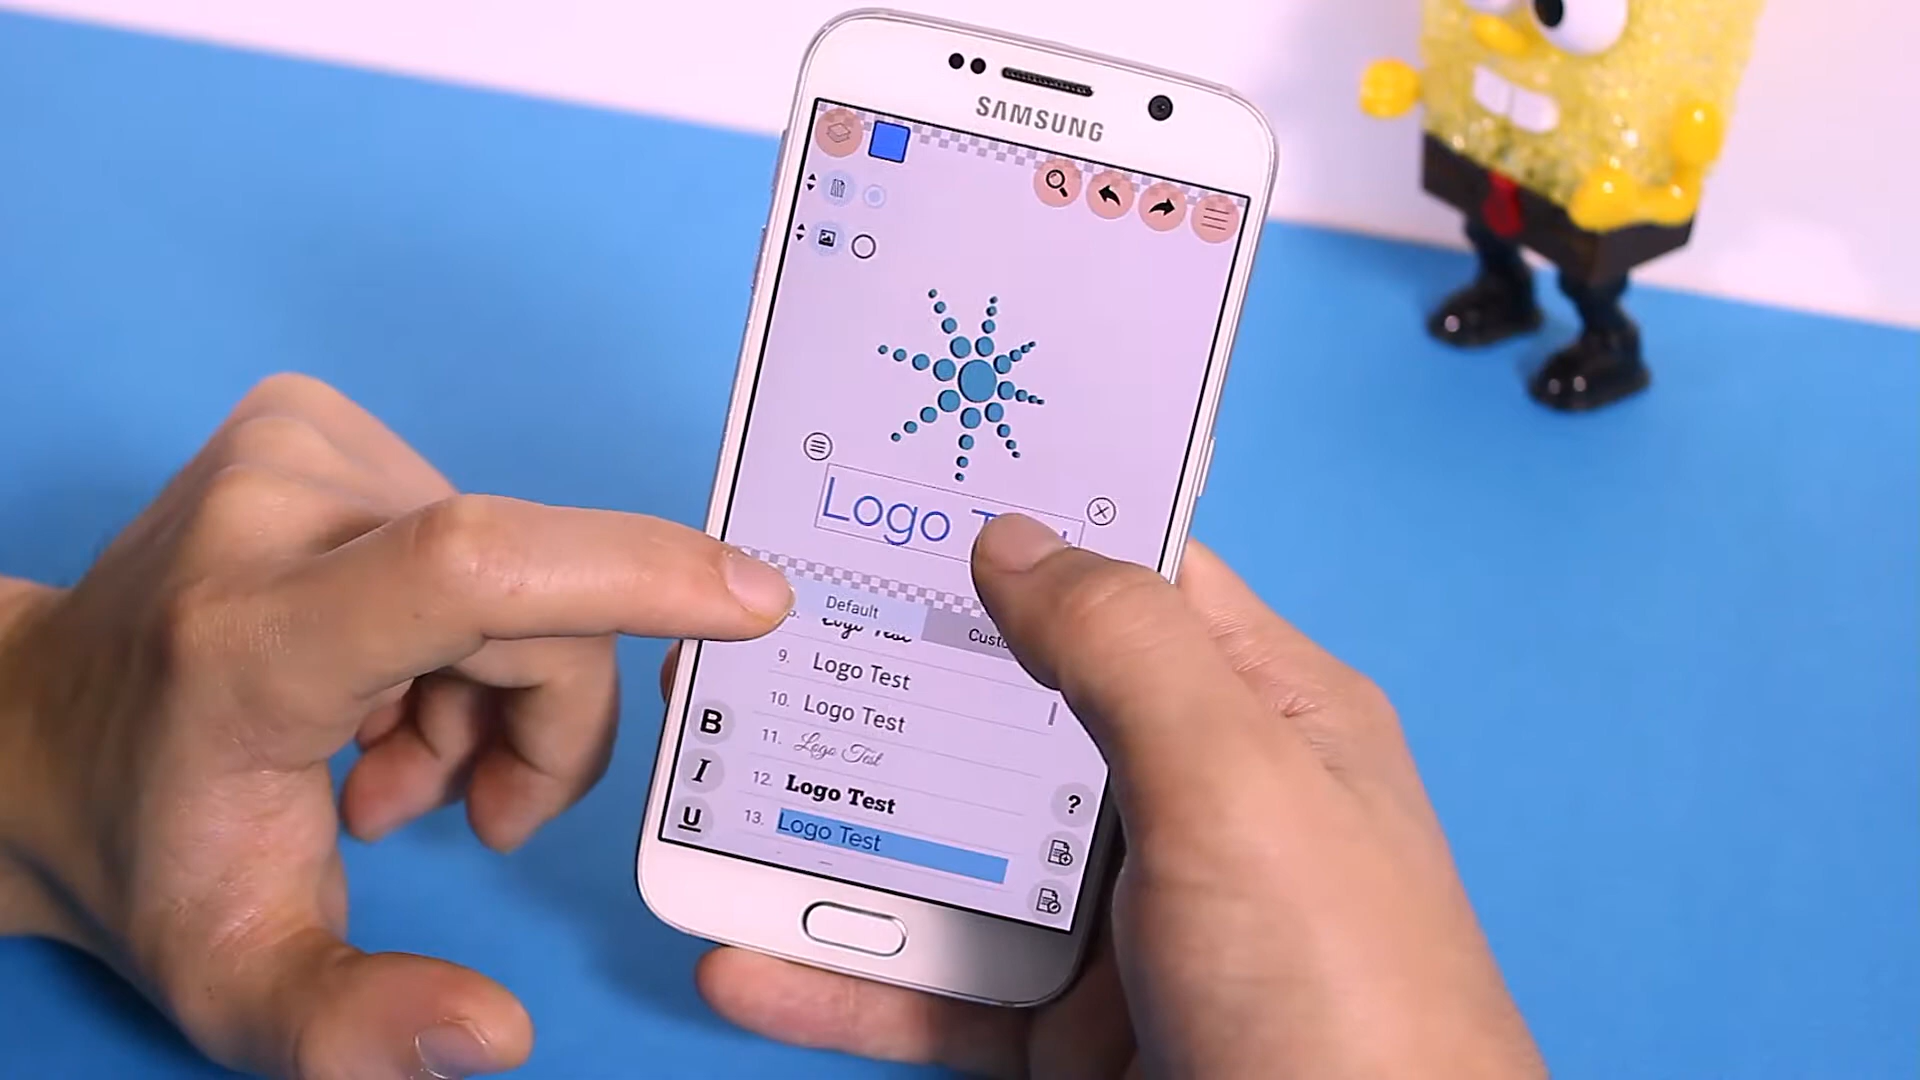 SAMSUNG
Logo
Default
9. Logo Test
10. Logo Test
11. Logo Test
12. Logo Test
13. Logo Test
B
I
U
?